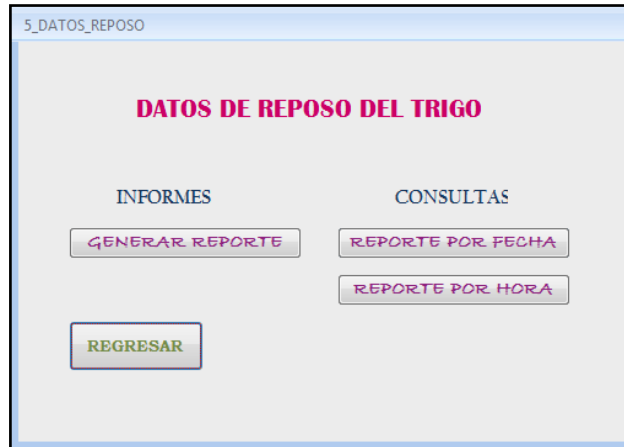 5_DATOS_REPOSO
DATOS DE REPOSO DEL TRIGO
INFORMES
CONSULTAS
GENERAR REPORTE
REPORTE POR FECHA
REPORTE POR HORA
REGRESAR